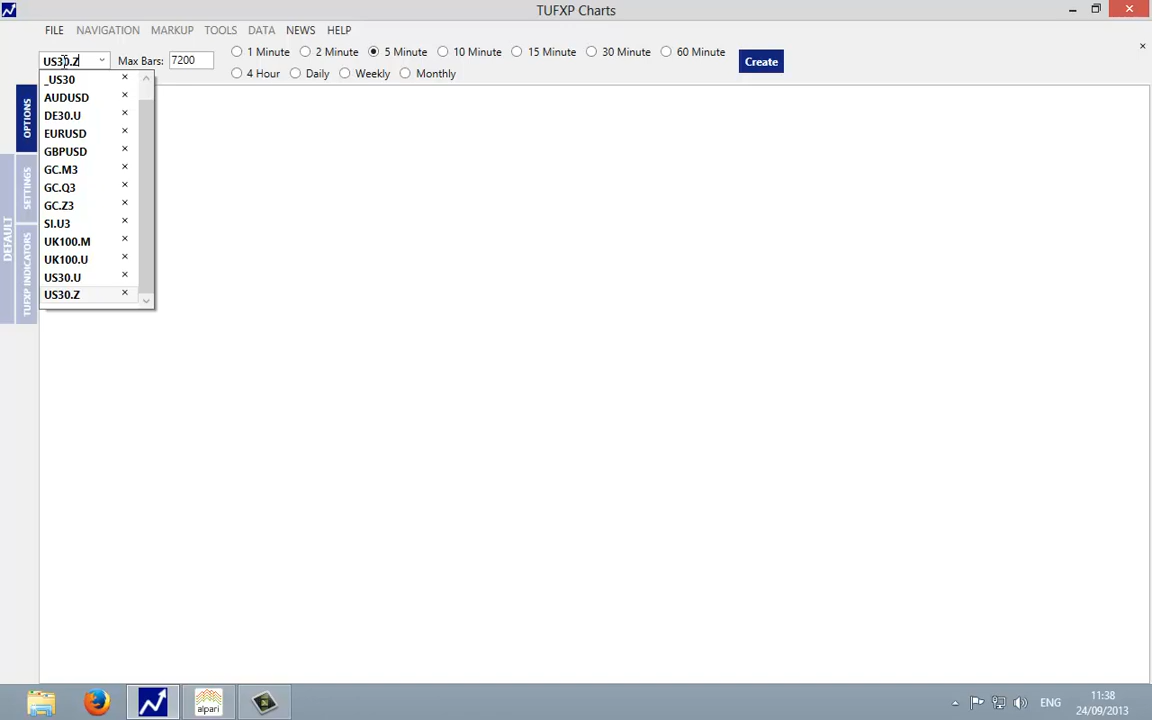 TUFXP Charts
FILE NAVIGATION MARKUP TOOLS DATA NEWS HELP
US30.Z Max Bars: 7200 1 Minute 2 Minute 5 Minute 10 Minute 15 Minute 30 Minute 60 Minute Create
4 Hour Daily Weekly Monthly
_US30
AUDUSD
DE30.U
EURUSD
GBPUSD
GC.M3
GC.Q3
GC.Z3
SI.U3
UK100.M
UK100.U
US30.U
US30.Z
OPTIONS
SETTINGS
TUFXP INDICATORS
DEFAULT
alpari
ENG
11:38
24/09/2013